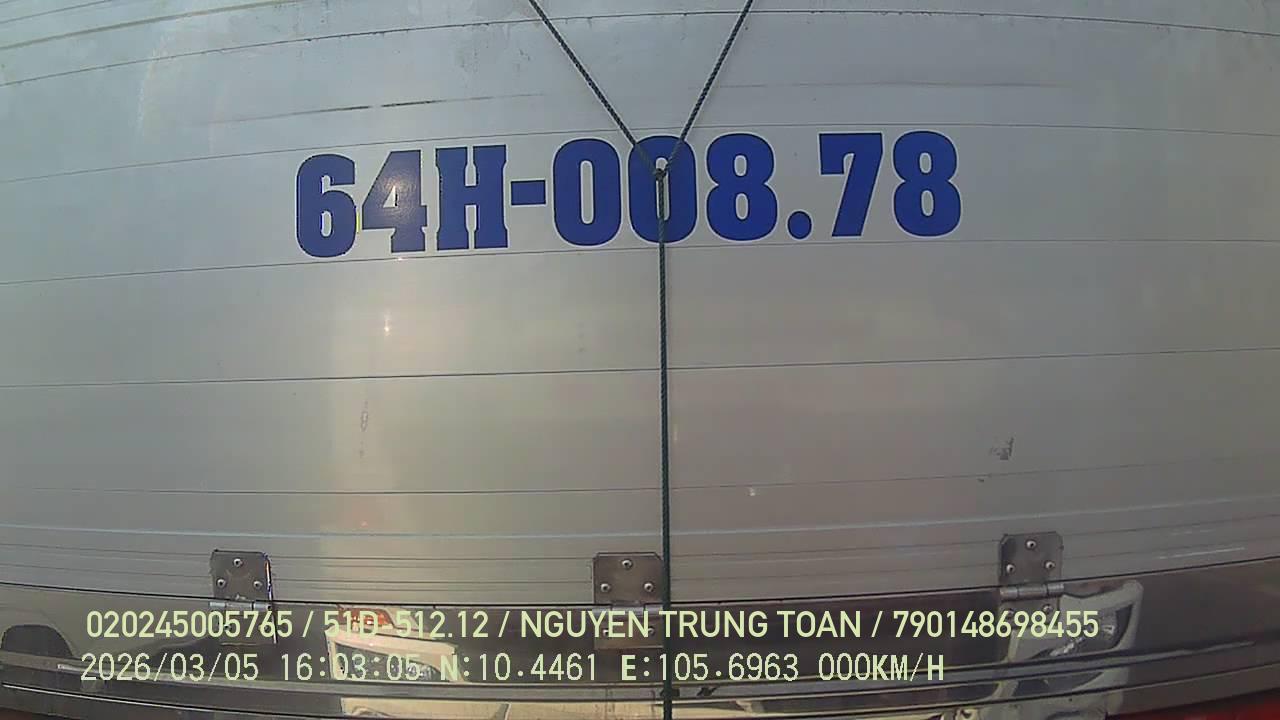 64H-008.78
020245005765 / 51D-512.12 / NGUYEN TRUNG TOAN / 790148698455
2026/03/05 16:03:05 N:10.4461 E:105.6963 000KM/H